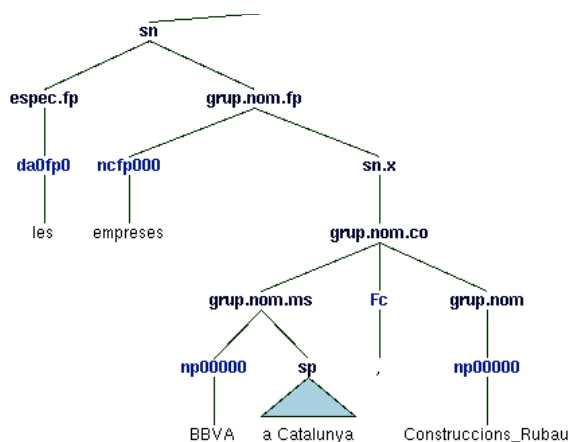 sn
espec.fp grup.nom.fp
da0fp0 ncfp000 sn.x
les empreses grup.nom.co
grup.nom.ms Fc grup.nom
np00000 sp , np00000
BBVA a Catalunya Construccions_Rubau